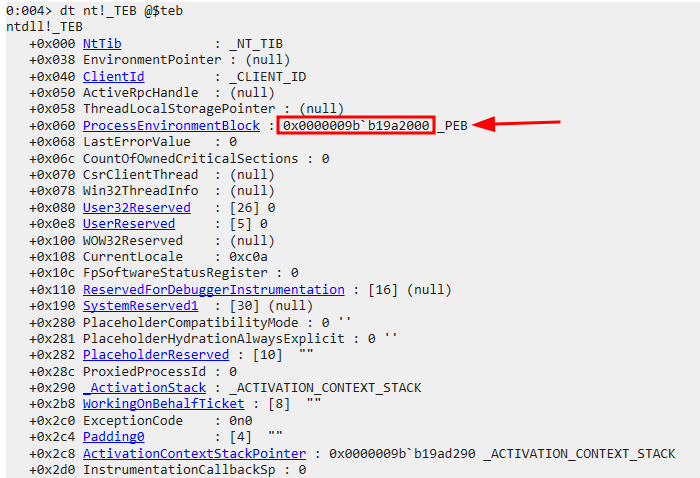 0:004> dt nt!_TEB @$teb
ntdll!_TEB
   +0x000 NtTib            : _NT_TIB
   +0x038 EnvironmentPointer : (null)
   +0x040 ClientId         : _CLIENT_ID
   +0x050 ActiveRpcHandle  : (null)
   +0x058 ThreadLocalStoragePointer : (null)
   +0x060 ProcessEnvironmentBlock : 0x0000009b`b19a2000 _PEB
   +0x068 LastErrorValue   : 0
   +0x06c CountOfOwnedCriticalSections : 0
   +0x070 CsrClientThread  : (null)
   +0x078 Win32ThreadInfo  : (null)
   +0x080 User32Reserved   : [26] 0
   +0x0e8 UserReserved     : [5] 0
   +0x100 WOW32Reserved    : (null)
   +0x108 CurrentLocale    : 0xc0a
   +0x10c FpSoftwareStatusRegister : 0
   +0x110 ReservedForDebuggerInstrumentation : [16] (null)
   +0x190 SystemReserved1  : [30] (null)
   +0x280 PlaceholderCompatibilityMode : 0 ''
   +0x281 PlaceholderHydrationAlwaysExplicit : 0 ''
   +0x282 PlaceholderReserved : [10]  ""
   +0x28c ProxiedProcessId : 0
   +0x290 _ActivationStack : _ACTIVATION_CONTEXT_STACK
   +0x2b8 WorkingOnBehalfTicket : [8]  ""
   +0x2c0 ExceptionCode    : 0n0
   +0x2c4 Padding0         : [4]  ""
   +0x2c8 ActivationContextStackPointer : 0x0000009b`b19ad290 _ACTIVATION_CONTEXT_STACK
   +0x2d0 InstrumentationCallbackSp : 0